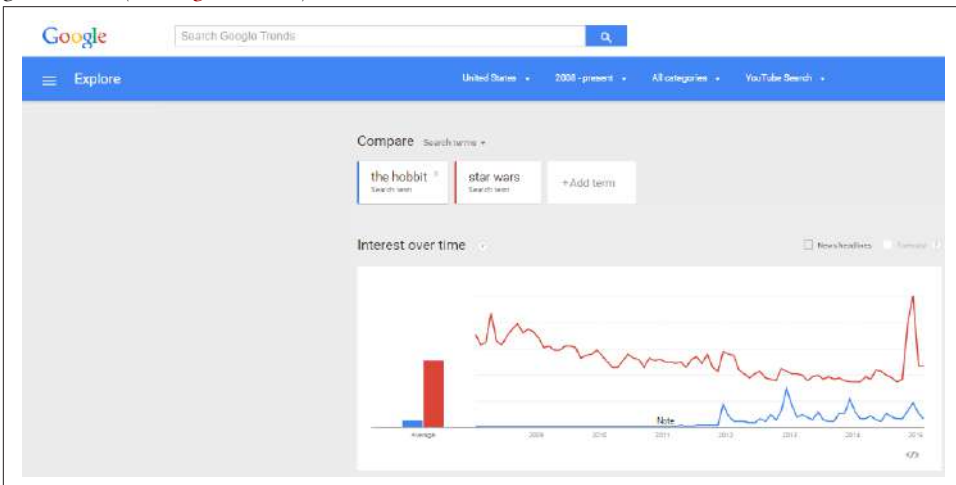 Google Search Google Trends
Explore United States 2008 - present All categories YouTube Search
Compare Search terms
the hobbit star wars +Add term
Search term Search term
Interest over time News headlines
Note
Average 2009 2010 2011 2012 2013 2014 2015
</>